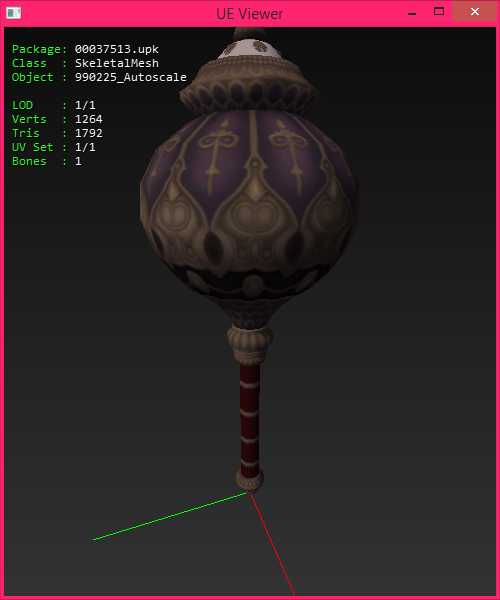 UE Viewer
Package: 00037513.upk
Class : SkeletalMesh
Object : 990225_Autoscale
LOD : 1/1
Verts : 1264
Tris : 1792
UV Set : 1/1
Bones : 1